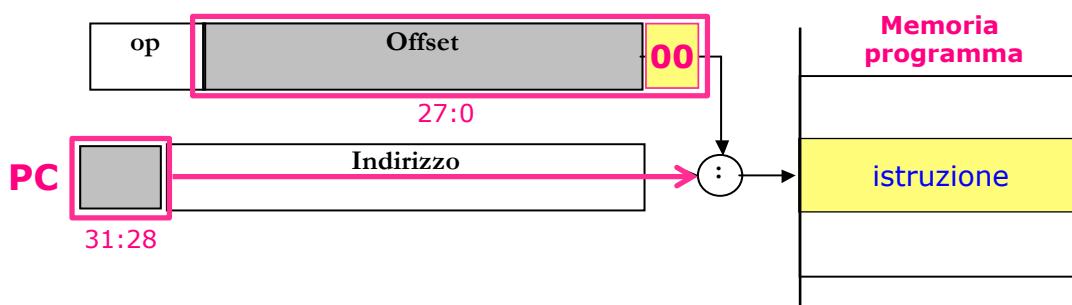 op
Offset
00
27:0
Memoria
programma
PC
Indirizzo
:
istruzione
31:28